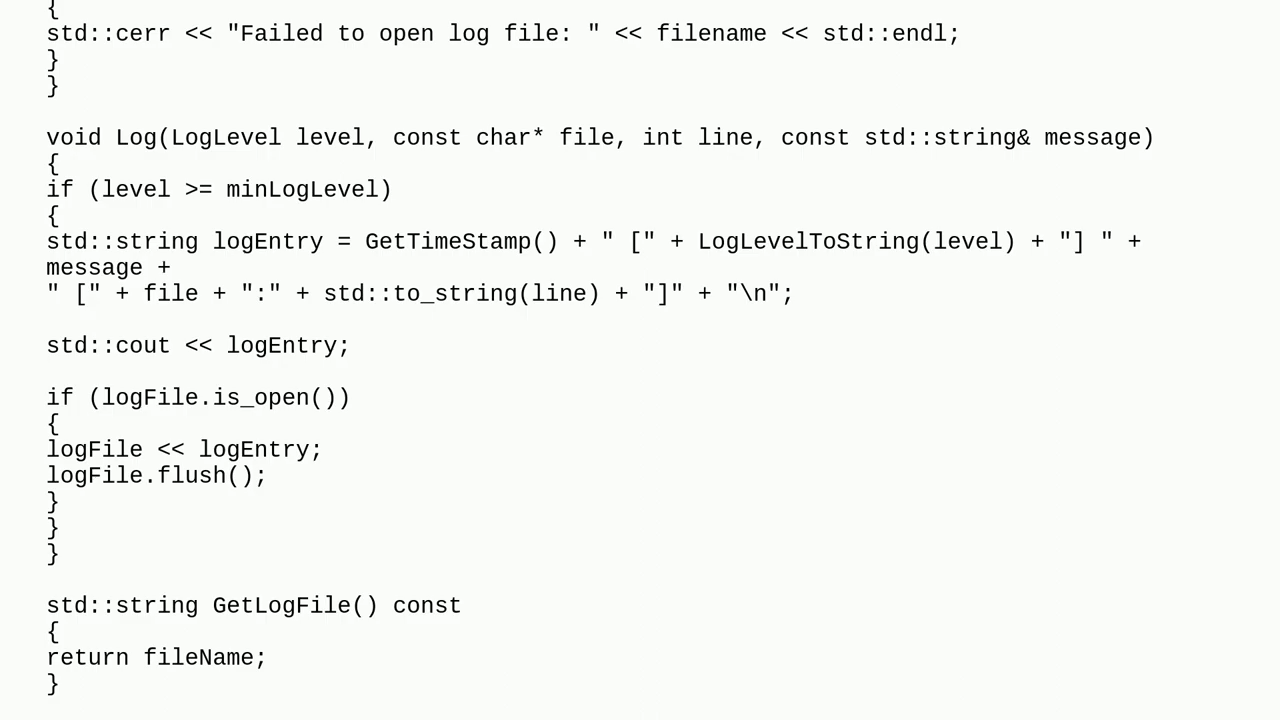 {
std::cerr << "Failed to open log file: " << filename << std::endl;
}
}
void Log(LogLevel level, const char* file, int line, const std::string& message)
{
if (level >= minLogLevel)
{
std::string logEntry = GetTimeStamp() + " [" + LogLevelToString(level) + "] " +
message +
" [" + file + ":" + std::to_string(line) + "]" + "\n";
std::cout << logEntry;
if (logFile.is_open())
{
logFile << logEntry;
logFile.flush();
}
}
}
std::string GetLogFile() const
{
return fileName;
}